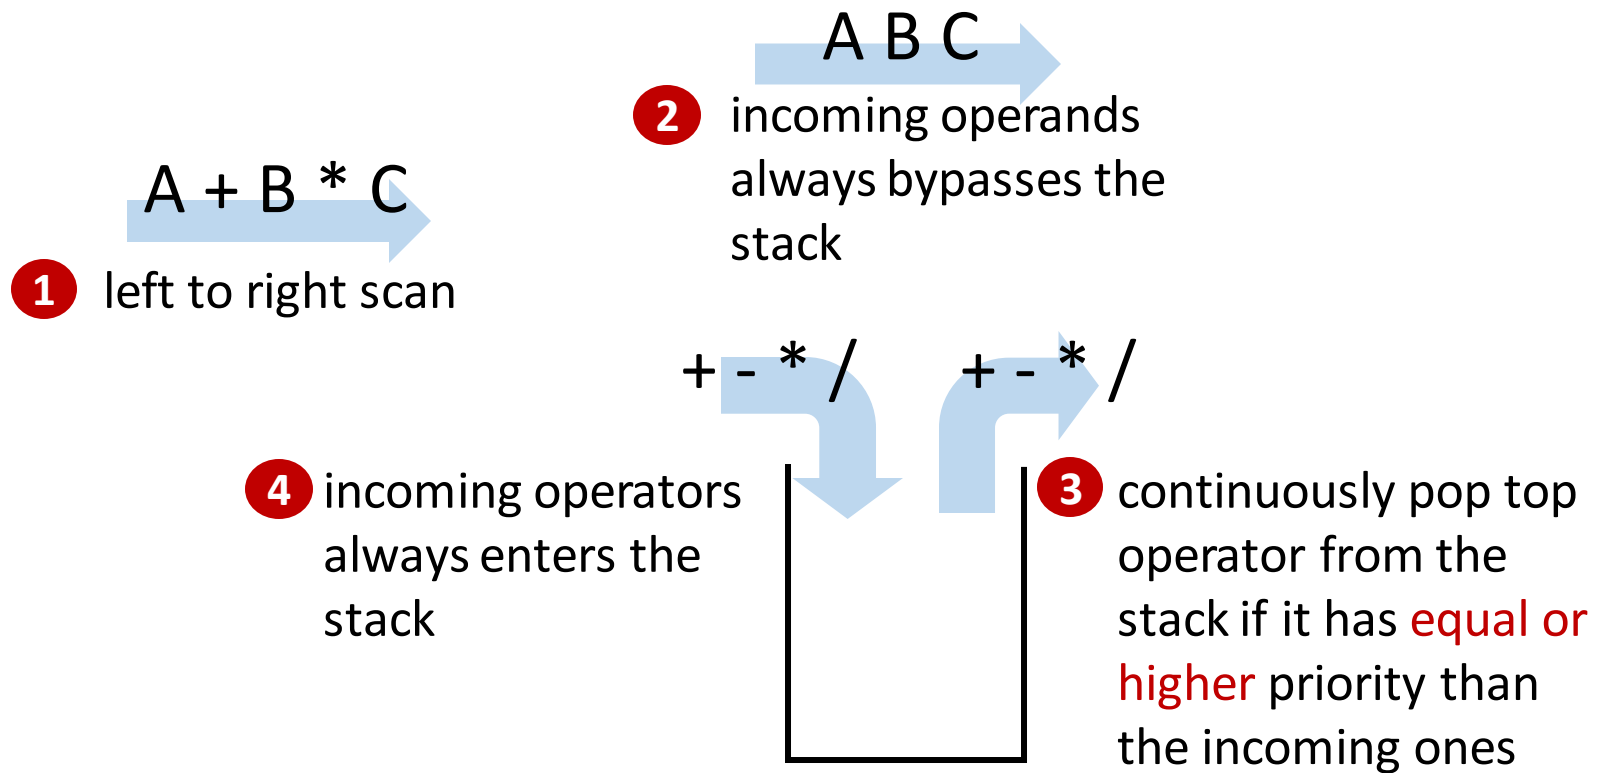 A + B * C
1 left to right scan
A B C
2 incoming operands
always bypasses the
stack
+ - * /
+ - * /
3 continuously pop top
operator from the
stack if it has equal or
higher priority than
the incoming ones
4 incoming operators
always enters the
stack